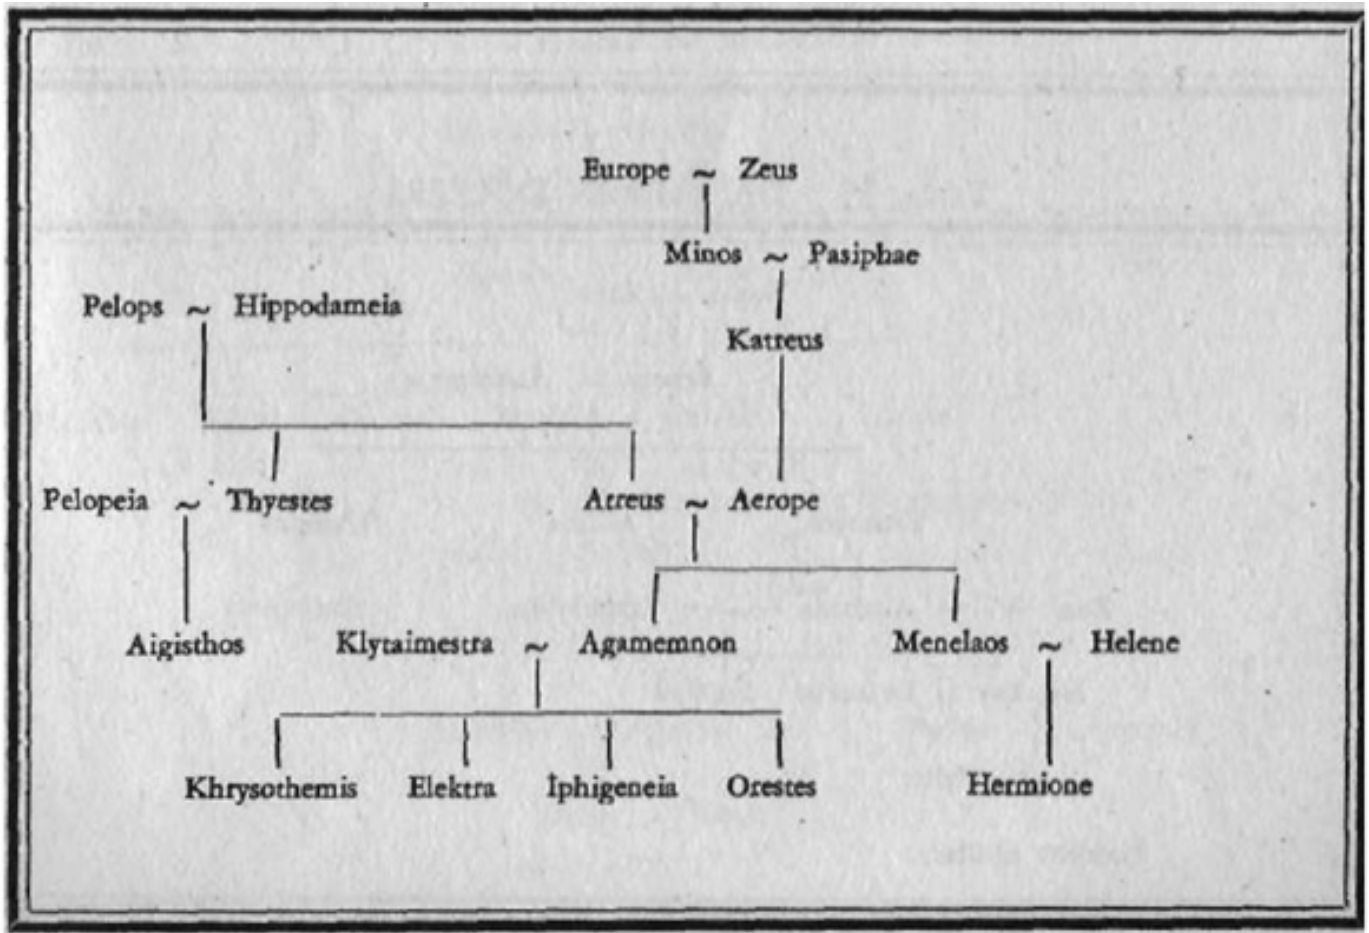 Europe ~ Zeus
Minos ~ Pasiphae
Pelops ~ Hippodameia
Katreus
Pelopeia ~ Thyestes Atreus ~ Aerope
Aigisthos Klytaimestra ~ Agamemnon Menelaos ~ Helene
Khrysothemis Elektra Iphigeneia Orestes Hermione